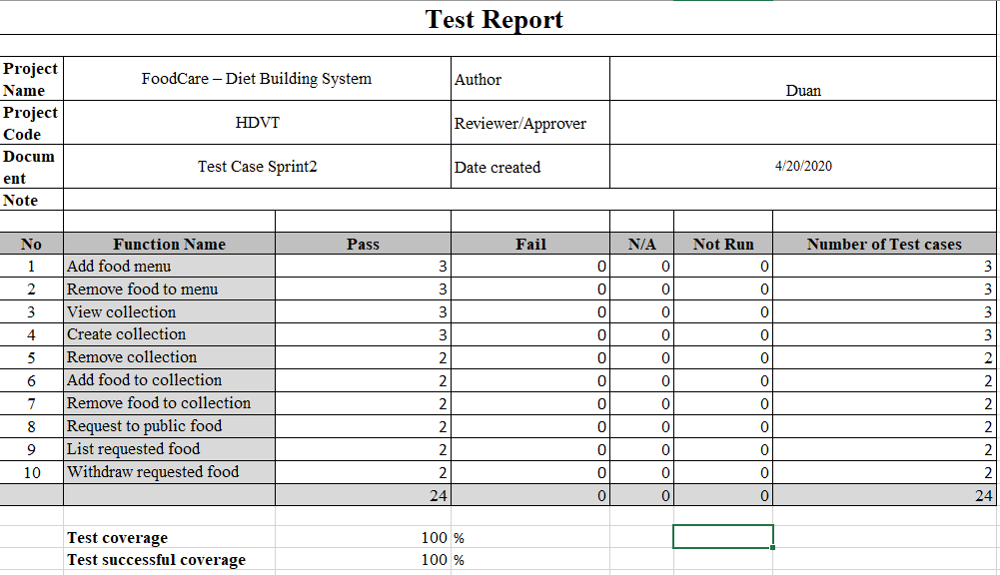 Test Report
Project Name FoodCare – Diet Building System Author Duan
Project Code HDVT Reviewer/Approver
Docum ent Test Case Sprint2 Date created 4/20/2020
Note
No Function Name Pass Fail N/A Not Run Number of Test cases
1 Add food menu 3 0 0 0 3
2 Remove food to menu 3 0 0 0 3
3 View collection 3 0 0 0 3
4 Create collection 3 0 0 0 3
5 Remove collection 2 0 0 0 2
6 Add food to collection 2 0 0 0 2
7 Remove food to collection 2 0 0 0 2
8 Request to public food 2 0 0 0 2
9 List requested food 2 0 0 0 2
10 Withdraw requested food 2 0 0 0 2
24 0 0 0 24
Test coverage 100 %
Test successful coverage 100 %